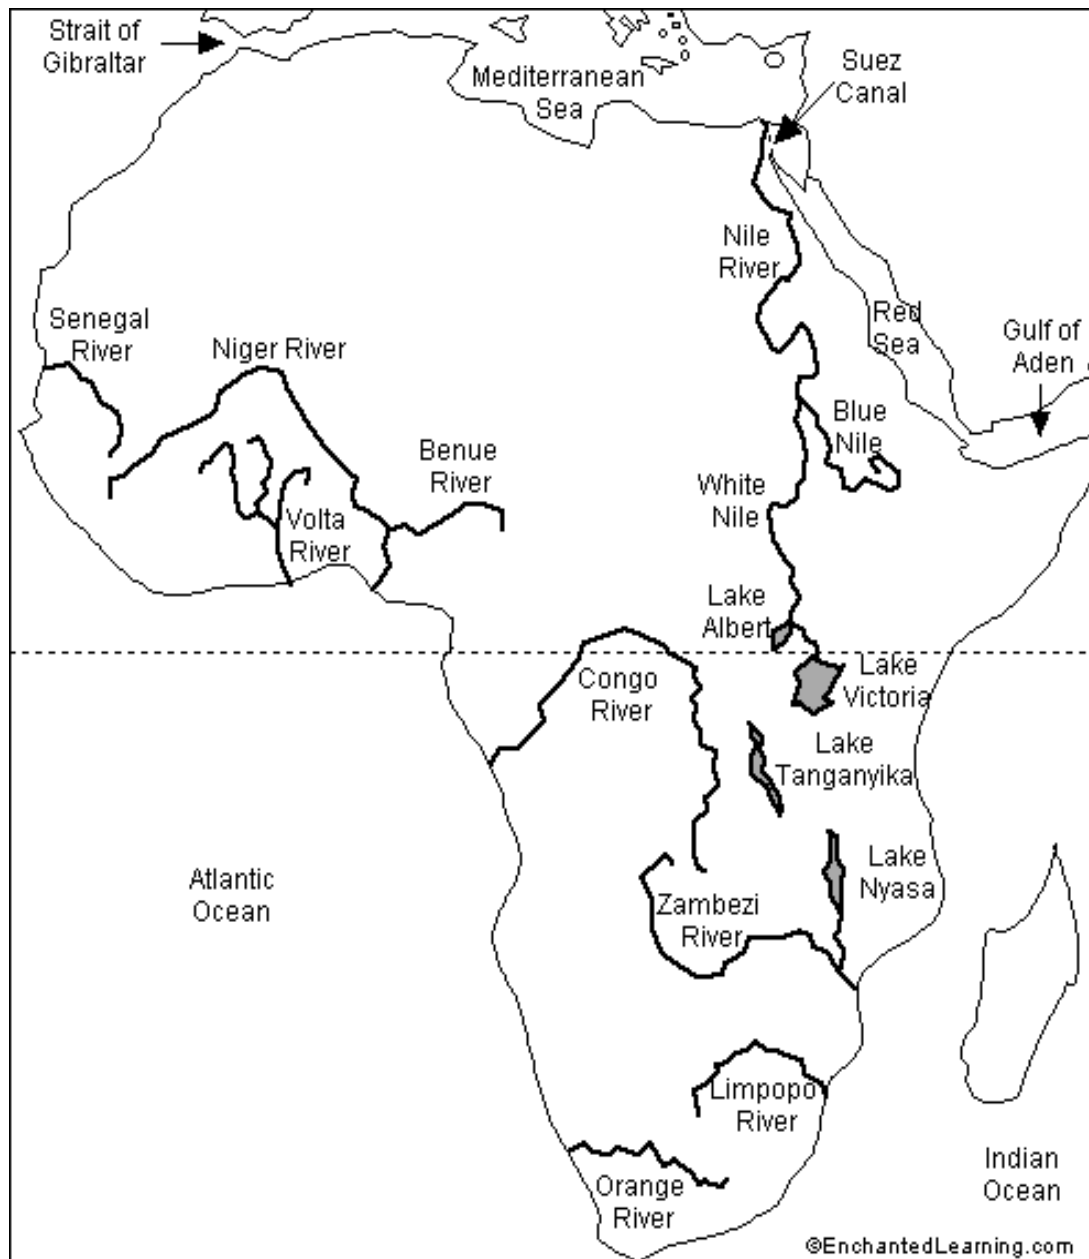 Strait of
Gibraltar
Mediterranean
Sea
Suez
Canal
Nile
River
Red
Sea
Gulf of
Aden
Senegal
River
Niger River
Blue
Nile
Benue
River
White
Nile
Volta
River
Lake
Albert
Congo
River
Lake
Victoria
Lake
Tanganyika
Lake
Nyasa
Atlantic
Ocean
Zambezi
River
Limpopo
River
Indian
Ocean
Orange
River
©EnchantedLearning.com